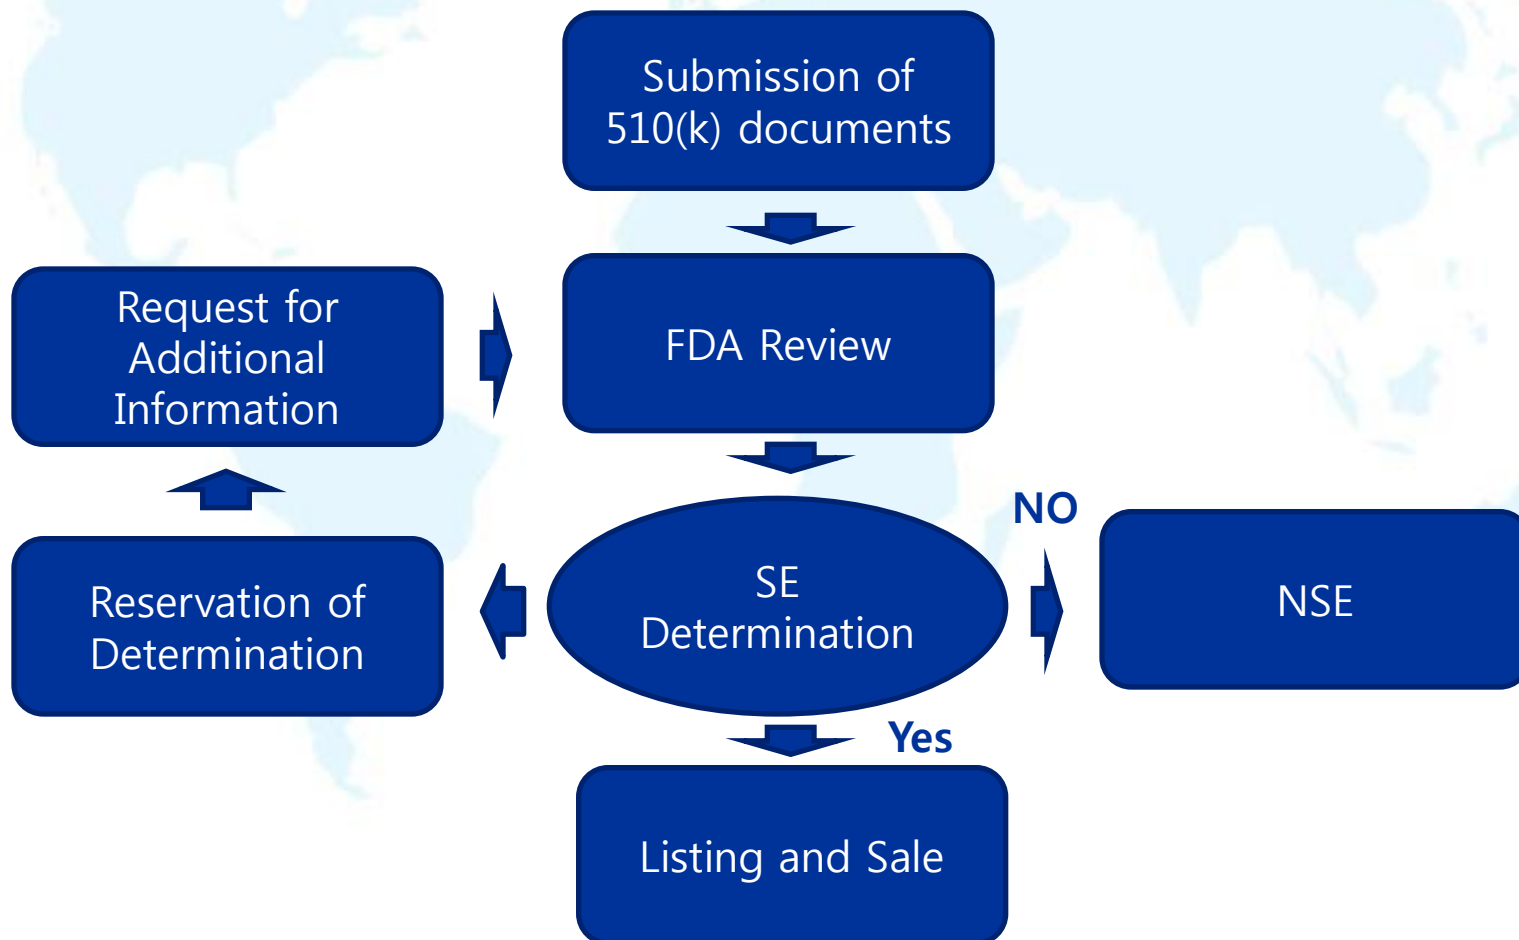 Submission of
510(k) documents
Request for
Additional
Information
FDA Review
NO
Reservation of
Determination
SE
Determination
NSE
Yes
Listing and Sale